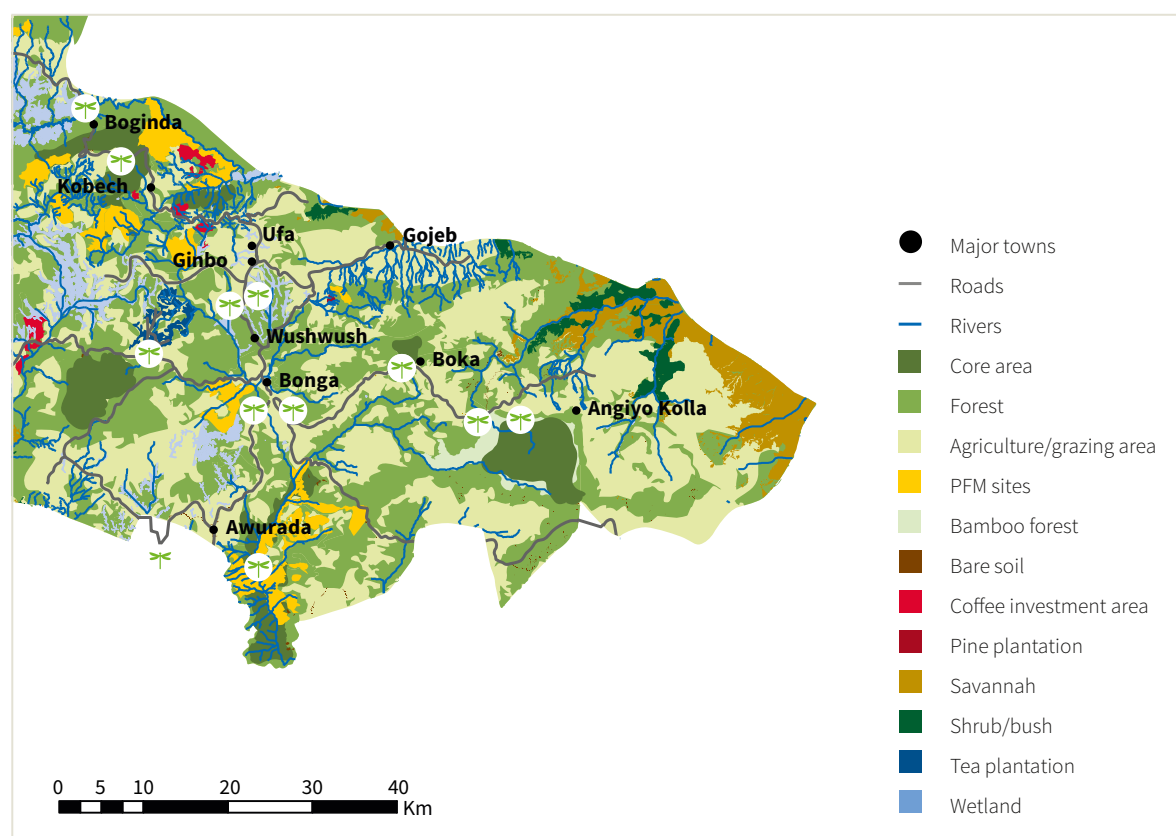 Boginda
Kobech
Ufa
Gojeb
Ginbo
Wushwush
Boka
Bonga
Angiyo Kolla
Awurada
Major towns
Roads
Rivers
Core area
Forest
Agriculture/grazing area
PFM sites
Bamboo forest
Bare soil
Coffee investment area
Pine plantation
Savannah
Shrub/bush
Tea plantation
Wetland
0 5 10 20 30 40
Km